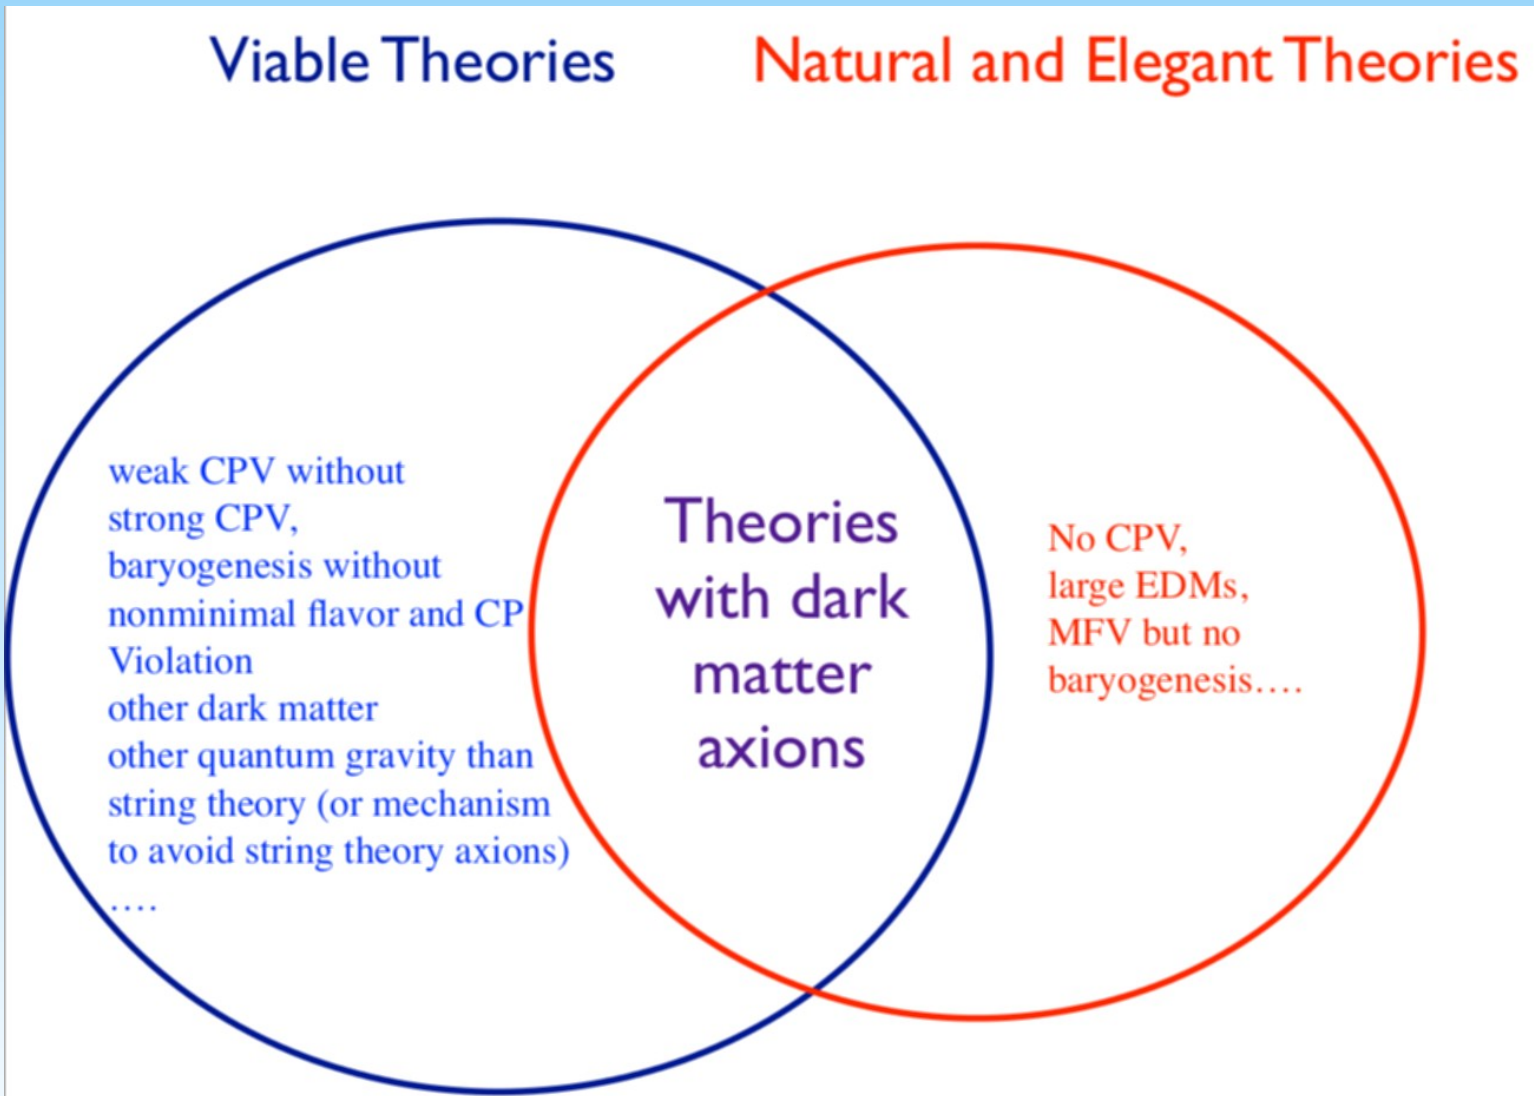 Viable Theories
Natural and Elegant Theories
weak CPV without
strong CPV,
baryogenesis without
nonminimal flavor and CP
Violation
other dark matter
other quantum gravity than
string theory (or mechanism
to avoid string theory axions)
....
Theories
with dark
matter
axions
No CPV,
large EDMs,
MFV but no
baryogenesis....